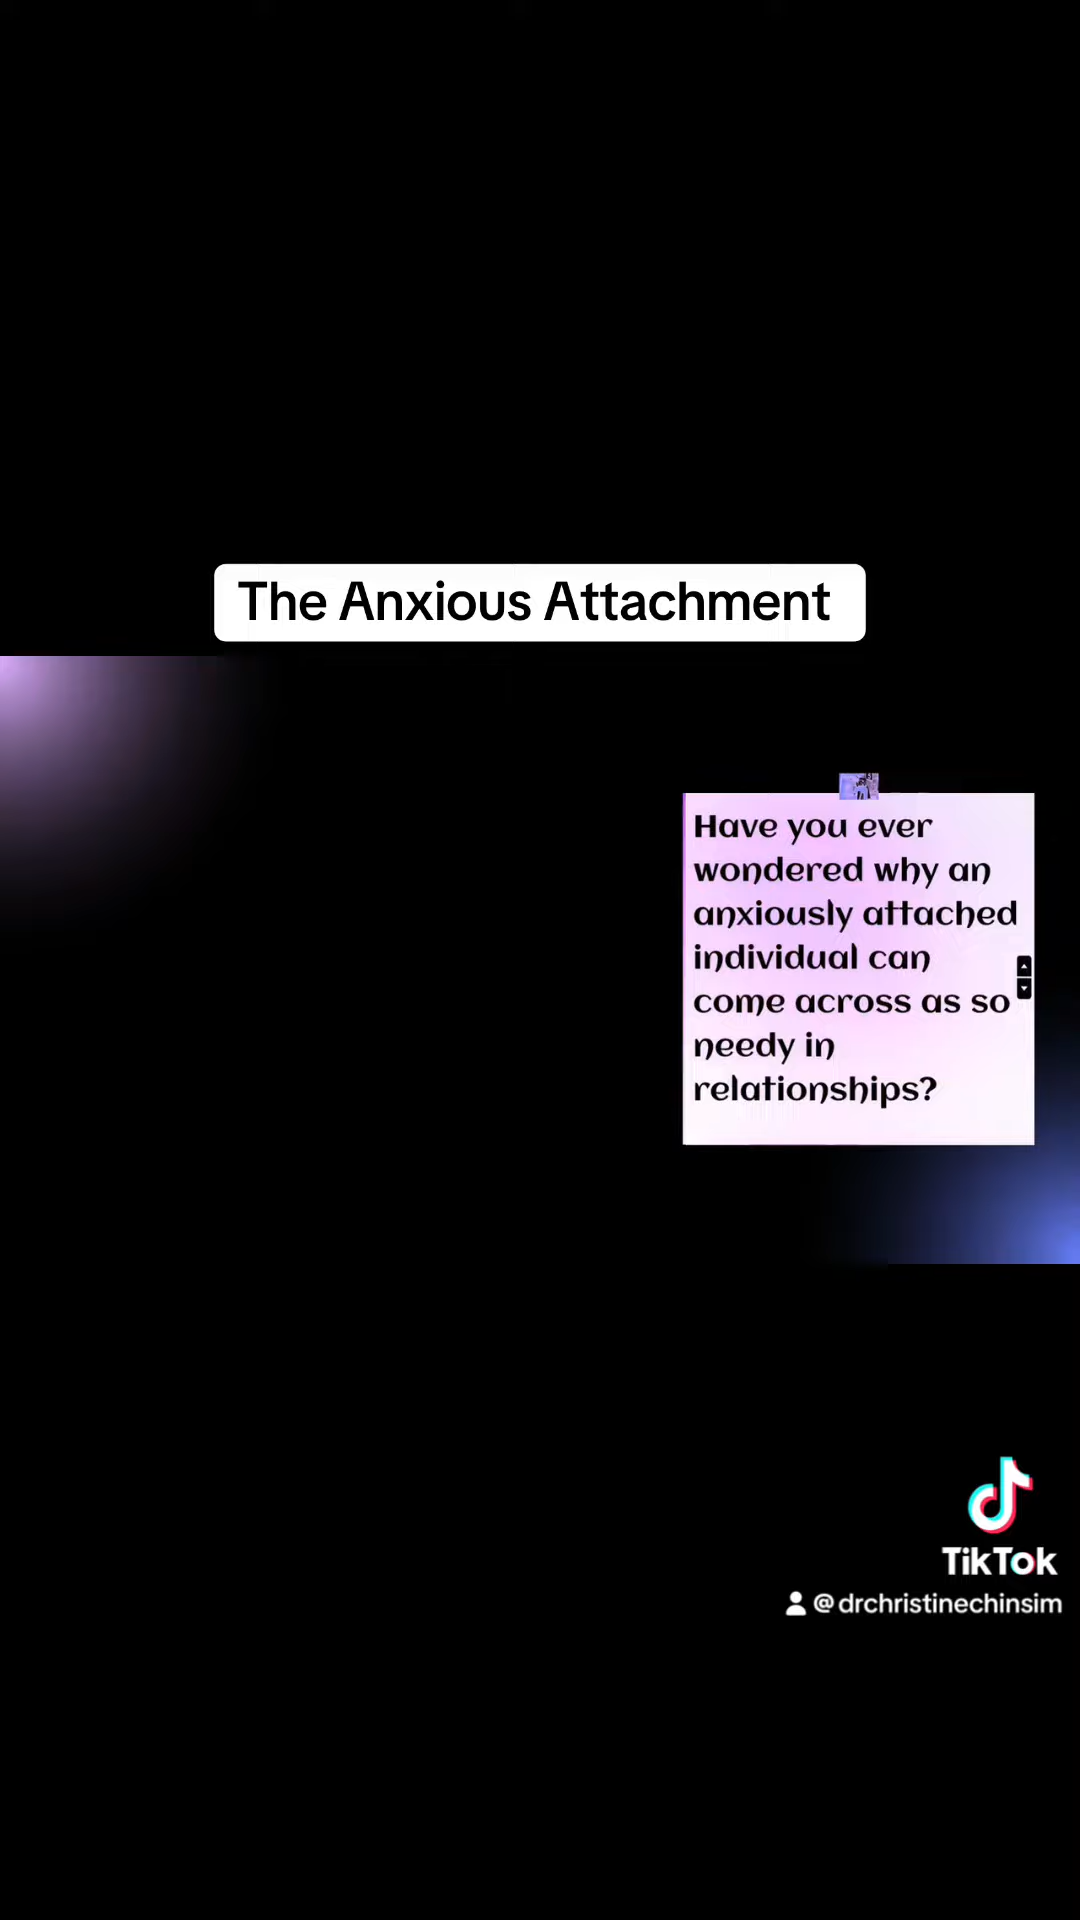 The Anxious Attachment
Have you ever
wondered why an
anxiously attached
individual can
come across as so
needy in
relationships?
TikTok
@drchristinechinsim